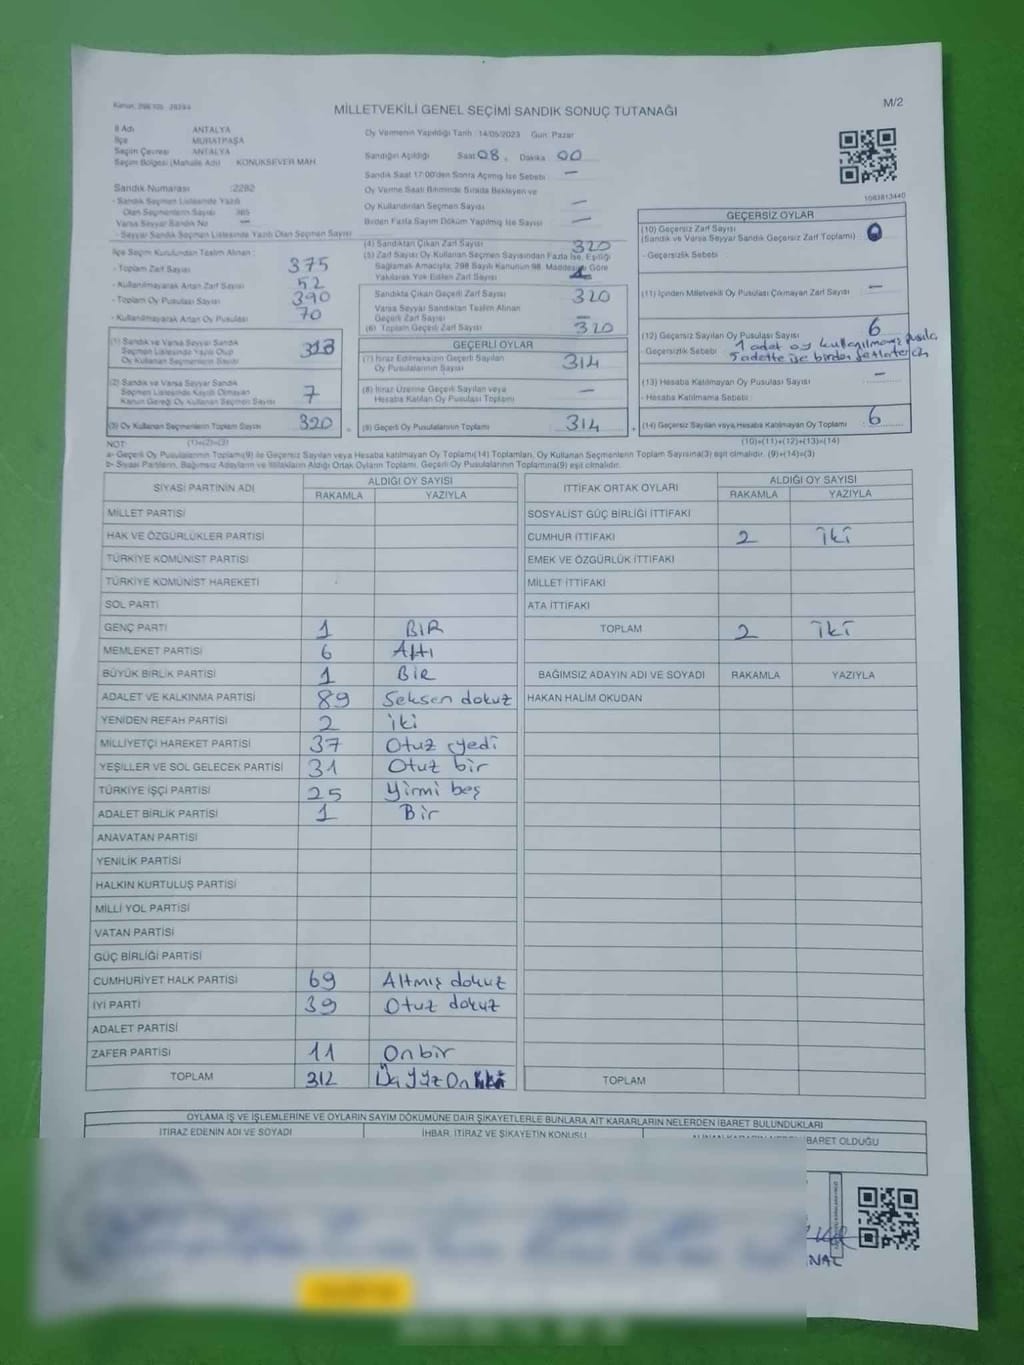 MİLLETVEKİLİ GENEL SEÇİMİ SANDIK SONUÇ TUTANAĞI
M/2
İl Adı ANTALYA
İlçe MURATPAŞA
Seçim Çevresi ANTALYA
Seçim Bölgesi (Mahalle Adı) KONUKSEVER MAH.
Sandık Numarası :2282
- Sandık Seçmen Listesinde Yazılı
Olan Seçmenlerin Sayısı 365
Varsa Seyyar Sandık No —
- Seyyar Sandık Seçmen Listesinde Yazılı Olan Seçmen Sayısı
Oy Vermenin Yapıldığı Tarih : 14/05/2023 Gün: Pazar
Sandığın Açıldığı Saat 08. Dakika 00
Sandık Saat 17:00'den Sonra Açılmış İse Sebebi —
Oy Verme Saati Bitiminde Sırada Bekleyen ve
Oy Kullandırılan Seçmen Sayısı —
Birden Fazla Sayım Döküm Yapılmış İse Sayısı —
1083813440
İlçe Seçim Kurulundan Teslim Alınan :
- Toplam Zarf Sayısı 375
- Kullanılmayarak Artan Zarf Sayısı 52
- Toplam Oy Pusulası Sayısı 390
- Kullanılmayarak Artan Oy Pusulası 70
(1) Sandık ve Varsa Seyyar Sandık
Seçmen Listesinde Yazılı Olup
Oy Kullanan Seçmenlerin Sayısı 313
(2) Sandık ve Varsa Seyyar Sandık
Seçmen Listesinde Kayıtlı Olmayan
Kanun Gereği Oy Kullanan Seçmen Sayısı 7
(3) Oy Kullanan Seçmenlerin Toplam Sayısı 320
(4) Sandıktan Çıkan Zarf Sayısı 320
(5) Zarf Sayısı Oy Kullanan Seçmen Sayısından Fazla İse, Eşitliği
Sağlamak Amacıyla, 298 Sayılı Kanunun 98. Maddesine Göre
Yakılarak Yok Edilen Zarf Sayısı
Sandıkta Çıkan Geçerli Zarf Sayısı 320
Varsa Seyyar Sandıktan Teslim Alınan
Geçerli Zarf Sayısı —
(6) Toplam Geçerli Zarf Sayısı 320
GEÇERLİ OYLAR
(7) İtiraz Edilmeksizin Geçerli Sayılan
Oy Pusulalarının Sayısı 314
(8) İtiraz Üzerine Geçerli Sayılan veya
Hesaba Katılan Oy Pusulası Toplamı —
(9) Geçerli Oy Pusulalarının Toplamı 314
GEÇERSİZ OYLAR
(10) Geçersiz Zarf Sayısı
(Sandık ve Varsa Seyyar Sandık Geçersiz Zarf Toplamı) 0
- Geçersizlik Sebebi
(11) İçinden Milletvekili Oy Pusulası Çıkmayan Zarf Sayısı —
(12) Geçersiz Sayılan Oy Pusulası Sayısı 6
Geçersizlik Sebebi 1 adet oy kullanılmamış pusula
5 adette ise birden
(13) Hesaba Katılmayan Oy Pusulası Sayısı —
- Hesaba Katılmama Sebebi
(14) Geçersiz Sayılan veya Hesaba Katılmayan Oy Toplamı 6
NOT: (1)+(2)=(3)
(10)+(11)+(12)+(13)=(14)
a- Geçerli Oy Pusulalarının Toplamı(9) ile Geçersiz Sayılan veya Hesaba Katılmayan Oy Toplamı(14) Toplamları, Oy Kullanan Seçmenlerin Toplam Sayısına(3) eşit olmalıdır. (9)+(14)=(3)
b- Siyasi Partilerin, Bağımsız Adayların ve İttifakların Aldığı Ortak Oyların Toplamı, Geçerli Oy Pusulalarının Toplamına(9) eşit olmalıdır.
SİYASİ PARTİNİN ADI ALDIĞI OY SAYISI
RAKAMLA YAZIYLA
MİLLET PARTİSİ
HAK VE ÖZGÜRLÜKLER PARTİSİ
TÜRKİYE KOMÜNİST PARTİSİ
TÜRKİYE KOMÜNİST HAREKETİ
SOL PARTİ
GENÇ PARTİ 1 BİR
MEMLEKET PARTİSİ 6 Altı
BÜYÜK BİRLİK PARTİSİ 1 Bir
ADALET VE KALKINMA PARTİSİ 89 Seksen dokuz
YENİDEN REFAH PARTİSİ 2 iki
MİLLİYETÇİ HAREKET PARTİSİ 37 Otuz yedi
YEŞİLLER VE SOL GELECEK PARTİSİ 31 Otuz bir
TÜRKİYE İŞÇİ PARTİSİ 25 Yirmi beş
ADALET BİRLİK PARTİSİ 1 Bir
ANAVATAN PARTİSİ
YENİLİK PARTİSİ
HALKIN KURTULUŞ PARTİSİ
MİLLİ YOL PARTİSİ
VATAN PARTİSİ
GÜÇ BİRLİĞİ PARTİSİ
CUMHURİYET HALK PARTİSİ 69 Altmış dokuz
İYİ PARTİ 39 Otuz dokuz
ADALET PARTİSİ
ZAFER PARTİSİ 11 Onbir
TOPLAM 312 Üç yüz On
İTTİFAK ORTAK OYLARI ALDIĞI OY SAYISI
RAKAMLA YAZIYLA
SOSYALİST GÜÇ BİRLİĞİ İTTİFAKI
CUMHUR İTTİFAKI 2 iki
EMEK VE ÖZGÜRLÜK İTTİFAKI
MİLLET İTTİFAKI
ATA İTTİFAKI
TOPLAM 2 iki
BAĞIMSIZ ADAYIN ADI VE SOYADI RAKAMLA YAZIYLA
HAKAN HALİM OKUDAN
TOPLAM
OYLAMA İŞ VE İŞLEMLERİNE VE OYLARIN SAYIM DÖKÜMÜNE DAİR ŞİKAYETLERLE BUNLARA AİT KARARLARIN NELERDEN İBARET BULUNDUKLARI
İTİRAZ EDENİN ADI VE SOYADI
İHBAR, İTİRAZ VE ŞİKAYETİN KONUSU
İBARET OLDUĞU